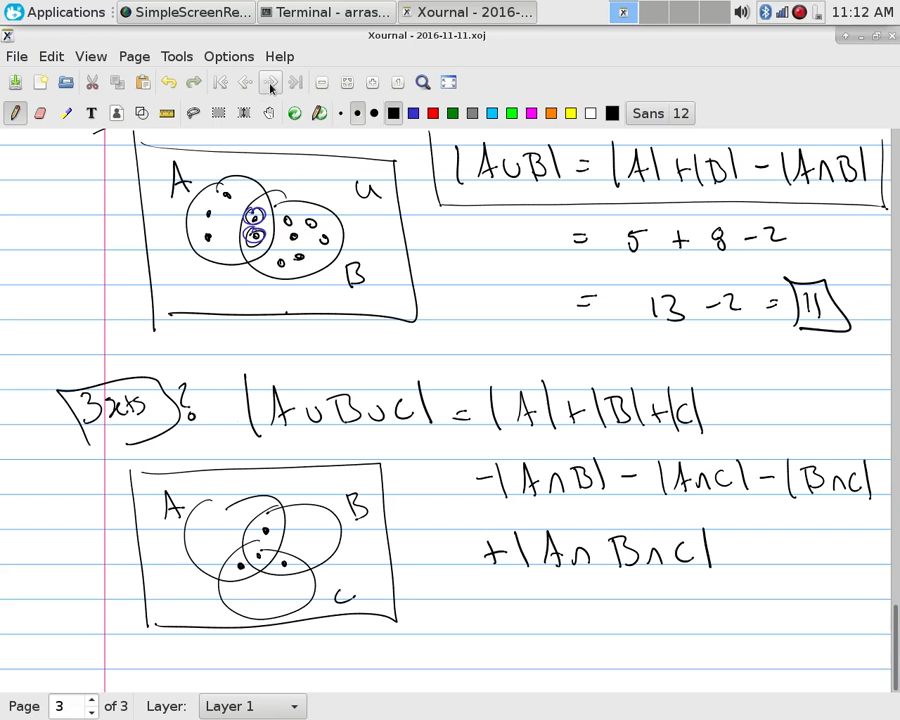 Applications SimpleScreenRe... Terminal - arras... Xournal - 2016-... 11:12 AM
Xournal - 2016-11-11.xoj
File Edit View Page Tools Options Help
Sans 12
A U B
|A∪B| = |A|+|B| - |A∩B|
= 5 + 8 - 2
= 13 - 2 = 11
3 sets ? |A∪B∪C| = |A|+|B|+|C|
-|A∩B| - |A∩C| - |B∩C|
+|A∩B∩C|
A B C
Page 3 of 3 Layer: Layer 1